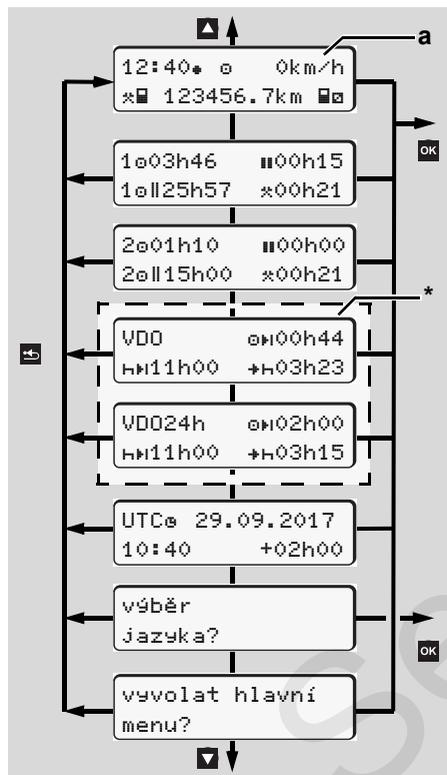 a
12:40● ⊙ 0km/h
123456.7km
OK
1⊙03h46 ▮▮00h15
1⊙‖25h57 ⚒00h21
2⊙01h10 ▮▮00h00
2⊙‖15h00 ⚒00h21
*
VDO ⊙00h44
11h00 03h23
VDO24h ⊙02h00
11h00 03h15
UTC 29.09.2017
10:40 +02h00
výběr
jazyka?
OK
vyvolat hlavní
menu?